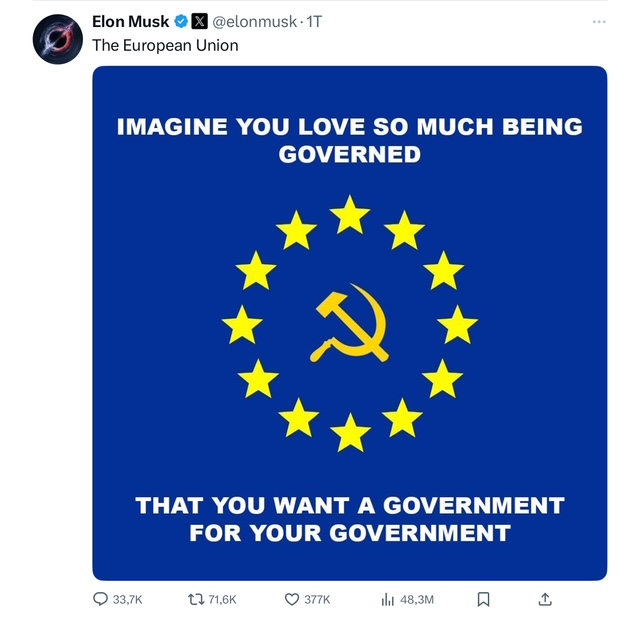 Elon Musk @elonmusk · 1T
The European Union
IMAGINE YOU LOVE SO MUCH BEING
GOVERNED
THAT YOU WANT A GOVERNMENT
FOR YOUR GOVERNMENT
33,7K 71,6K 377K 48,3M